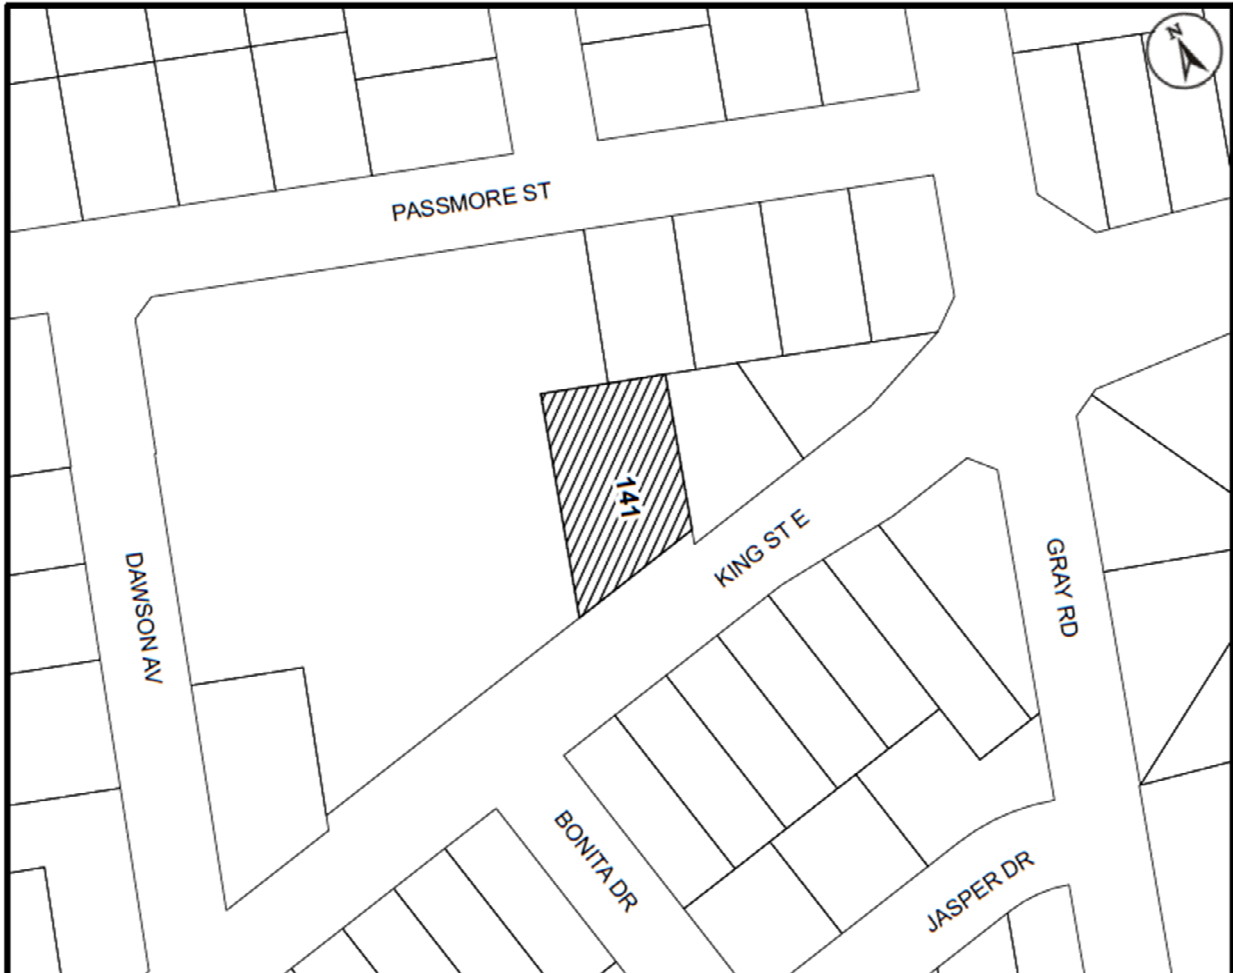 N
PASSMORE ST
141
KING ST E
DAWSON AV
GRAY RD
BONITA DR
JASPER DR